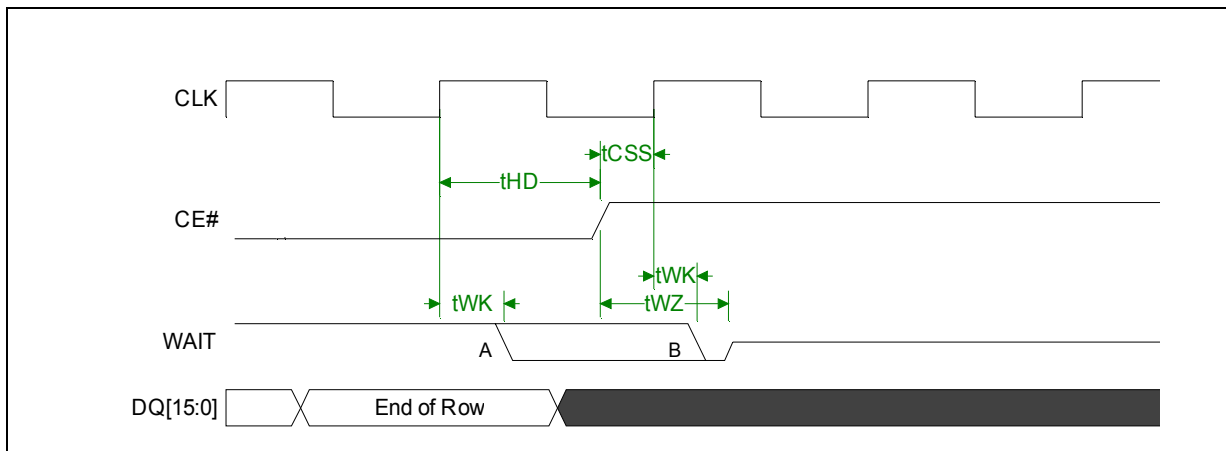 CLK
tCSS
tHD
CE#
tWK
tWK
tWZ
WAIT
A
B
DQ[15:0]
End of Row